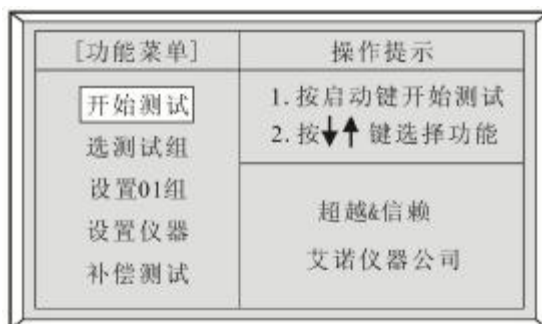 [功能菜单]
开始测试
选测试组
设置01组
设置仪器
补偿测试
操作提示
1.按启动键开始测试
2.按↓↑键选择功能
超越&信赖
艾诺仪器公司